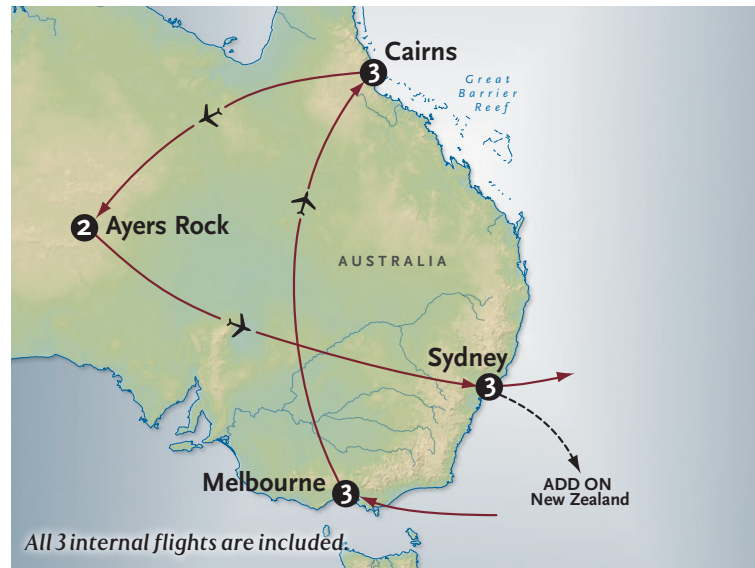 Cairns
3
Great
Barrier
Reef
2
Ayers Rock
AUSTRALIA
Sydney
3
Melbourne
3
ADD ON
New Zealand
All 3 internal flights are included.